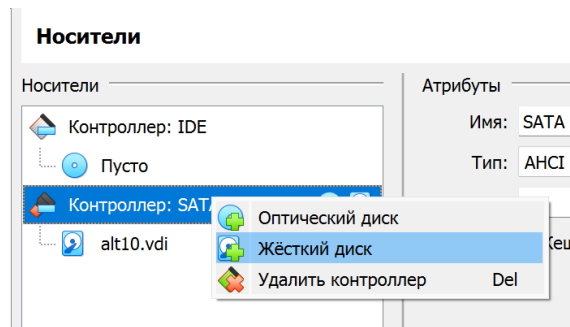 Носители
Носители
Атрибуты
Контроллер: IDE
Имя: SATA
Пусто
Тип: AHCI
Контроллер: SATA
Оптический диск
alt10.vdi
Жёсткий диск
Удалить контроллер Del